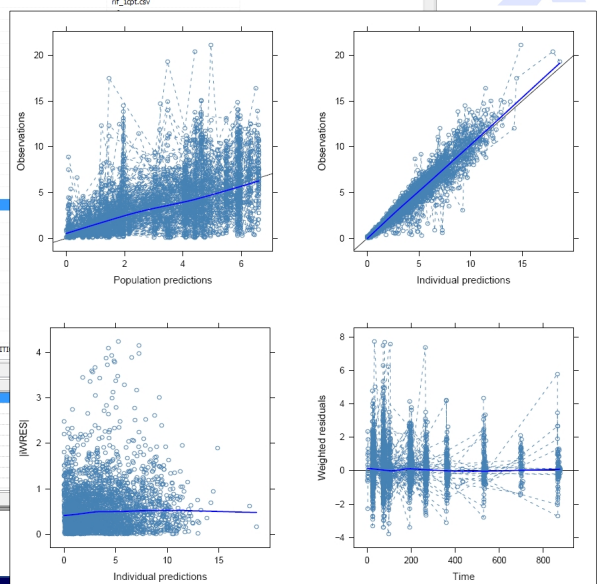 rif_1cpt.csv
20
15
10
5
0
Observations
0 2 4 6
Population predictions
20
15
10
5
0
Observations
0 5 10 15
Individual predictions
ITI
4
3
2
1
0
|iWRES|
0 5 10 15
Individual predictions
8
6
4
2
0
−2
−4
Weighted residuals
0 200 400 600 800
Time